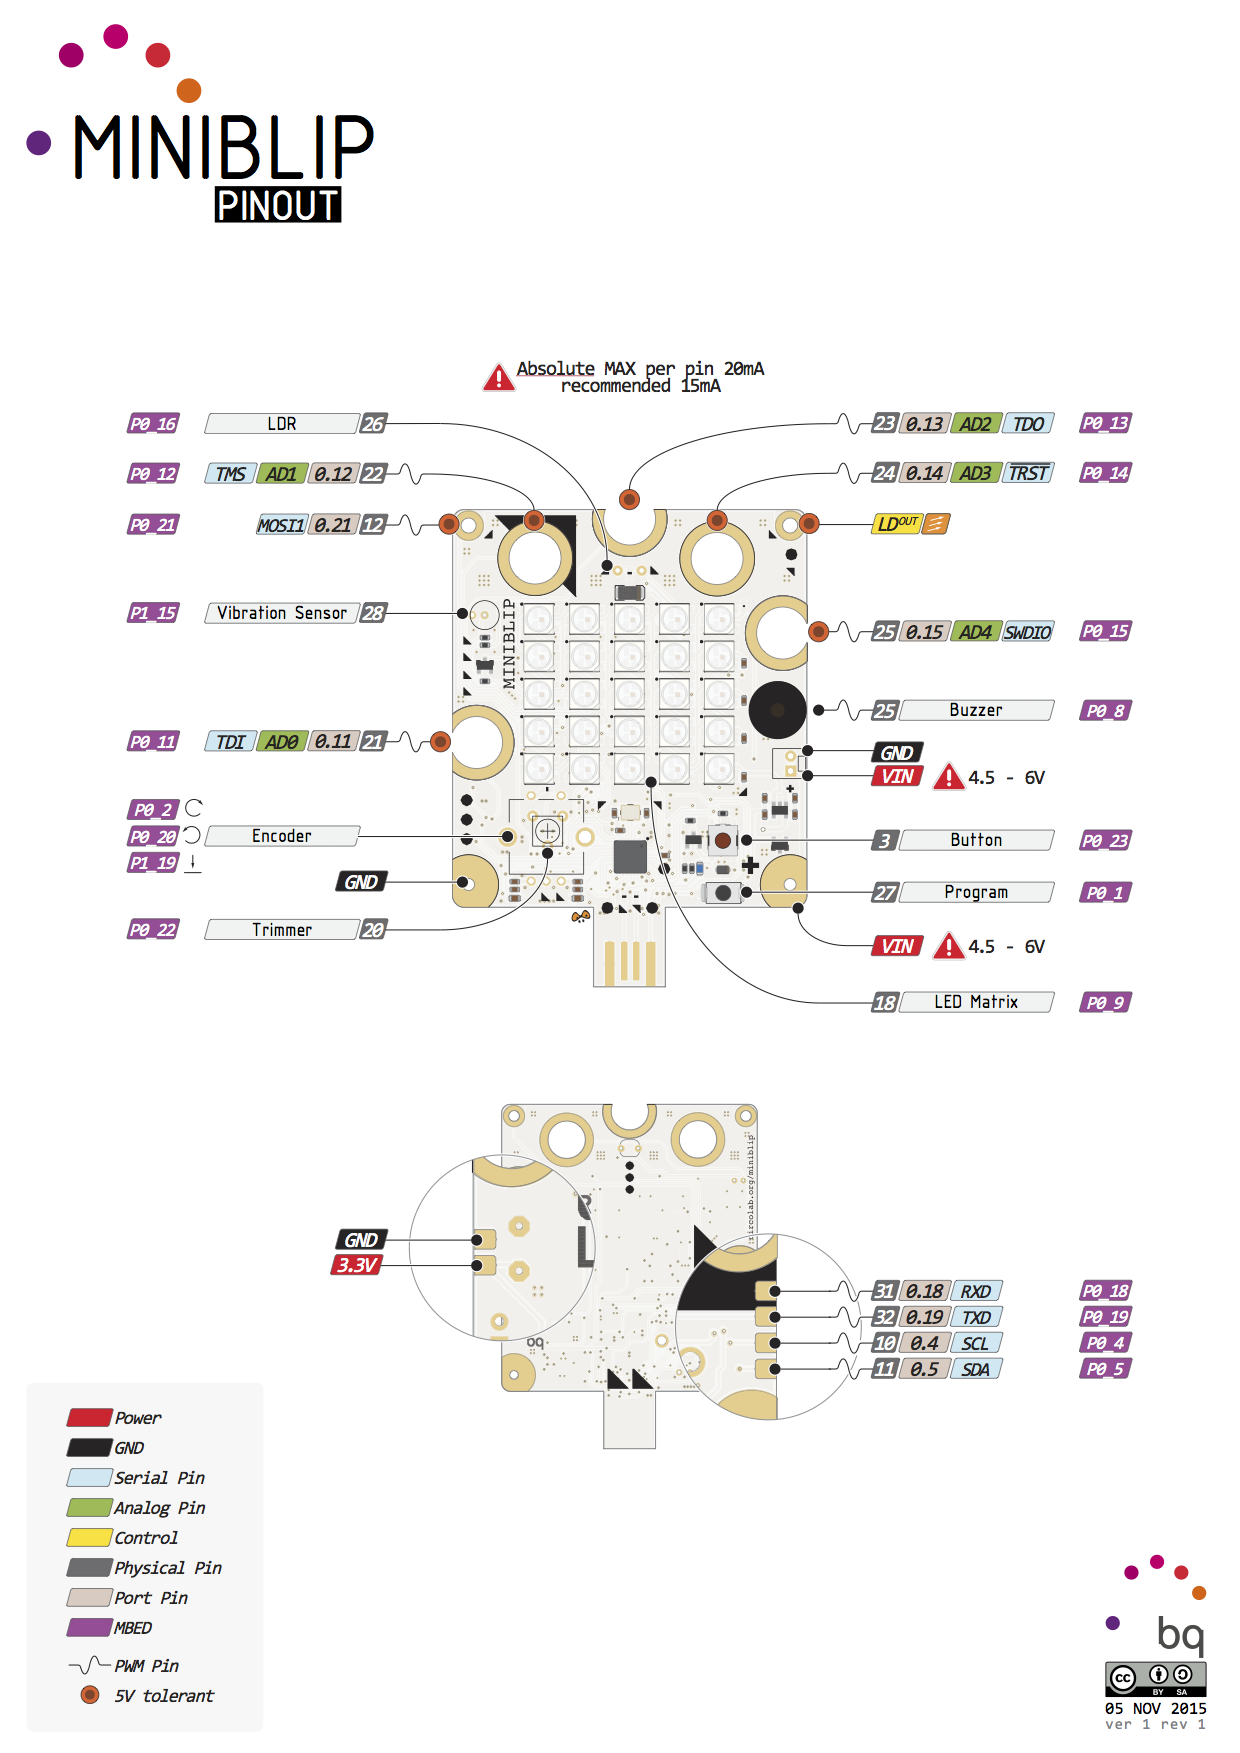 MINIBLIP
PINOUT
Absolute MAX per pin 20mA
recommended 15mA
P0_16 LDR 26
P0_12 TMS AD1 0.12 22
P0_21 MOSI1 0.21 12
P1_15 Vibration Sensor 28
P0_11 TDI AD0 0.11 21
P0_2
P0_20 Encoder
P1_19
GND
P0_22 Trimmer 20
23 0.13 AD2 TDO P0_13
24 0.14 AD3 TRST P0_14
LDOUT
25 0.15 AD4 SWDIO P0_15
25 Buzzer P0_8
GND
VIN 4.5 - 6V
3 Button P0_23
27 Program P0_1
VIN 4.5 - 6V
18 LED Matrix P0_9
MINIBLIP
circolab.org/miniblip
bq
GND
3.3V
31 0.18 RXD P0_18
32 0.19 TXD P0_19
10 0.4 SCL P0_4
11 0.5 SDA P0_5
Power
GND
Serial Pin
Analog Pin
Control
Physical Pin
Port Pin
MBED
PWM Pin
5V tolerant
bq
cc
BY SA
05 NOV 2015
ver 1 rev 1